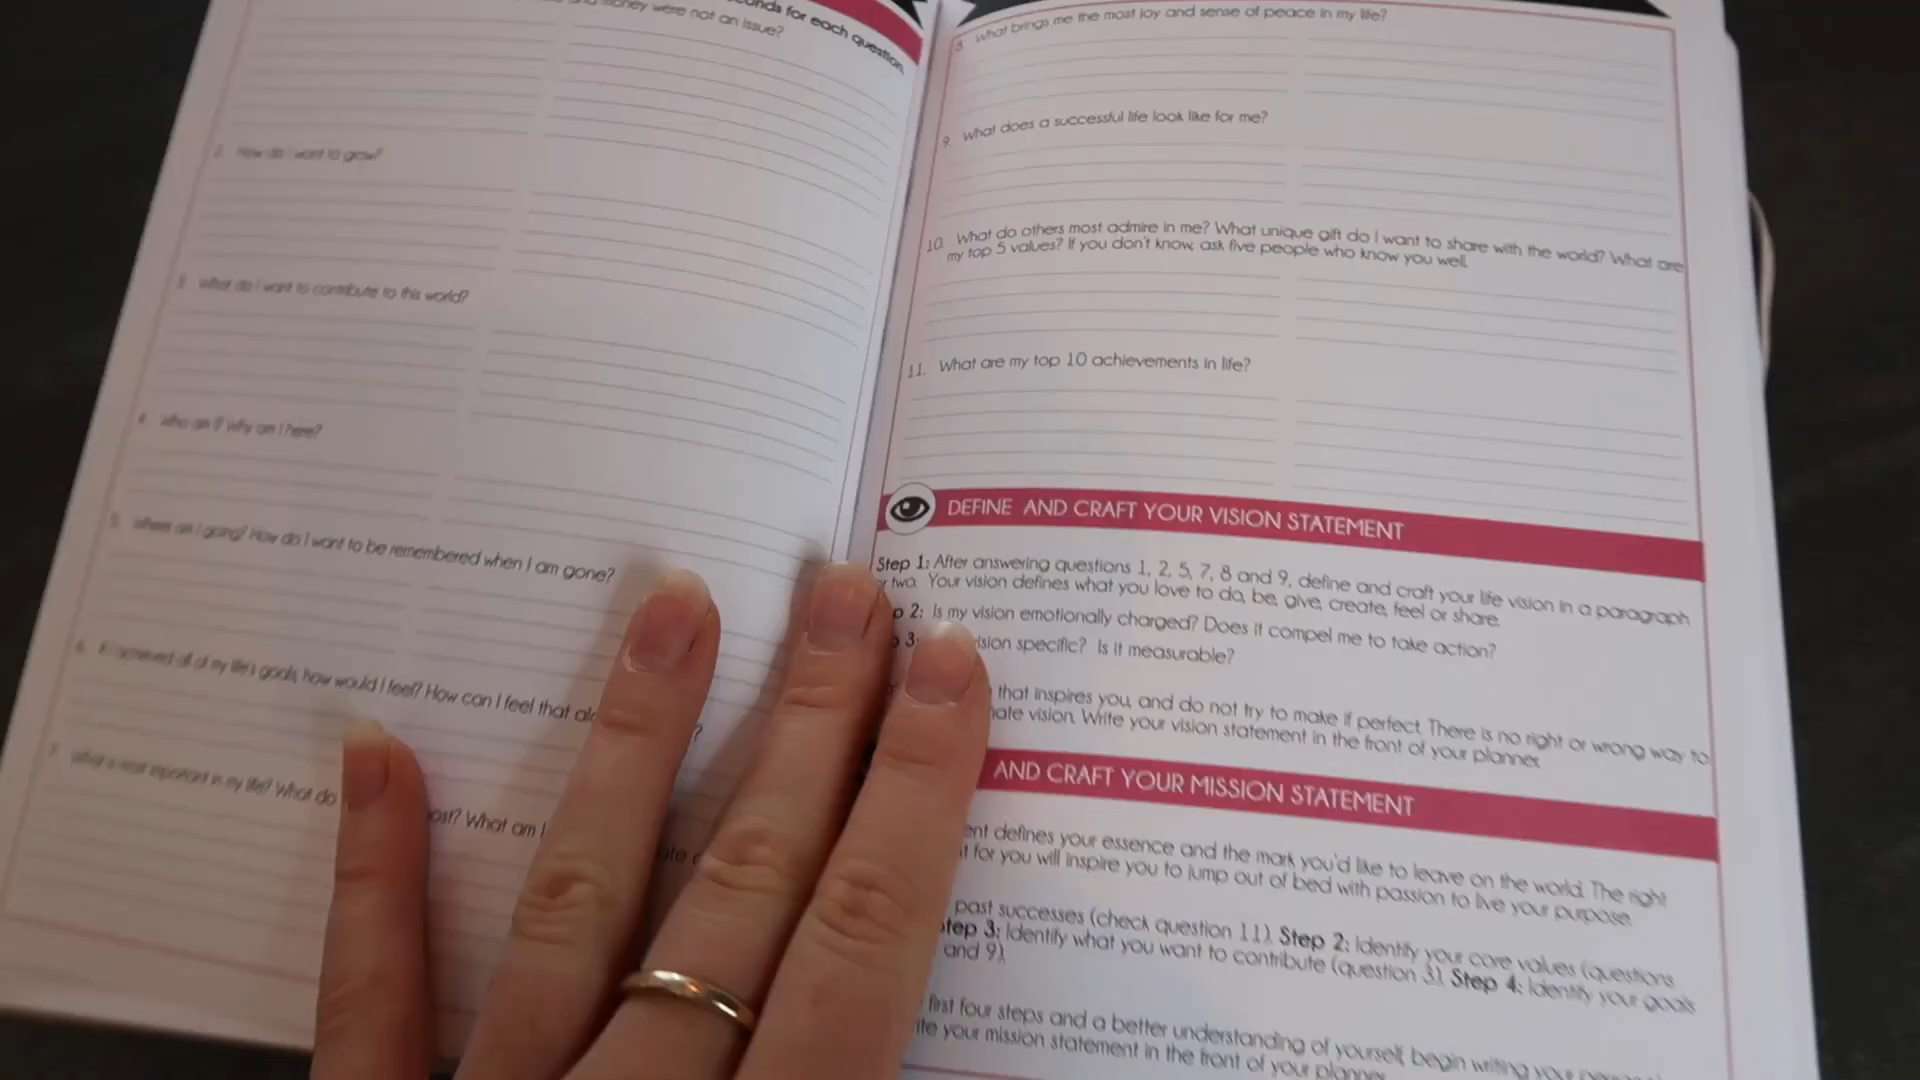 onds for each question.
money were not an issue?
2. How do I want to grow?
3. What do I want to contribute to this world?
4. Who am I? Why am I here?
5. Where am I going? How do I want to be remembered when I am gone?
6. If I achieved all of my life's goals, how would I feel? How can I feel that alo ?
7. What is most important in my life? What do ost? What am I
ate
8. What brings me the most joy and sense of peace in my life?
9. What does a successful life look like for me?
10. What do others most admire in me? What unique gift do I want to share with the world? What are
my top 5 values? If you don't know, ask five people who know you well.
11. What are my top 10 achievements in life?
DEFINE AND CRAFT YOUR VISION STATEMENT
Step 1: After answering questions 1, 2, 5, 7, 8 and 9, define and craft your life vision in a paragraph
or two. Your vision defines what you love to do, be, give, create, feel or share.
p 2: Is my vision emotionally charged? Does it compel me to take action?
3: ision specific? Is it measurable?
that inspires you, and do not try to make if perfect. There is no right or wrong way to
ate vision. Write your vision statement in the front of your planner.
AND CRAFT YOUR MISSION STATEMENT
ent defines your essence and the mark you'd like to leave on the world. The right
t for you will inspire you to jump out of bed with passion to live your purpose.
past successes (check question 11). Step 2: Identify your core values (questions
Step 3: Identify what you want to contribute (question 3). Step 4: Identify your goals
and 9).
first four steps and a better understanding of yourself, begin writing your
ite your mission statement in the front of your planner.